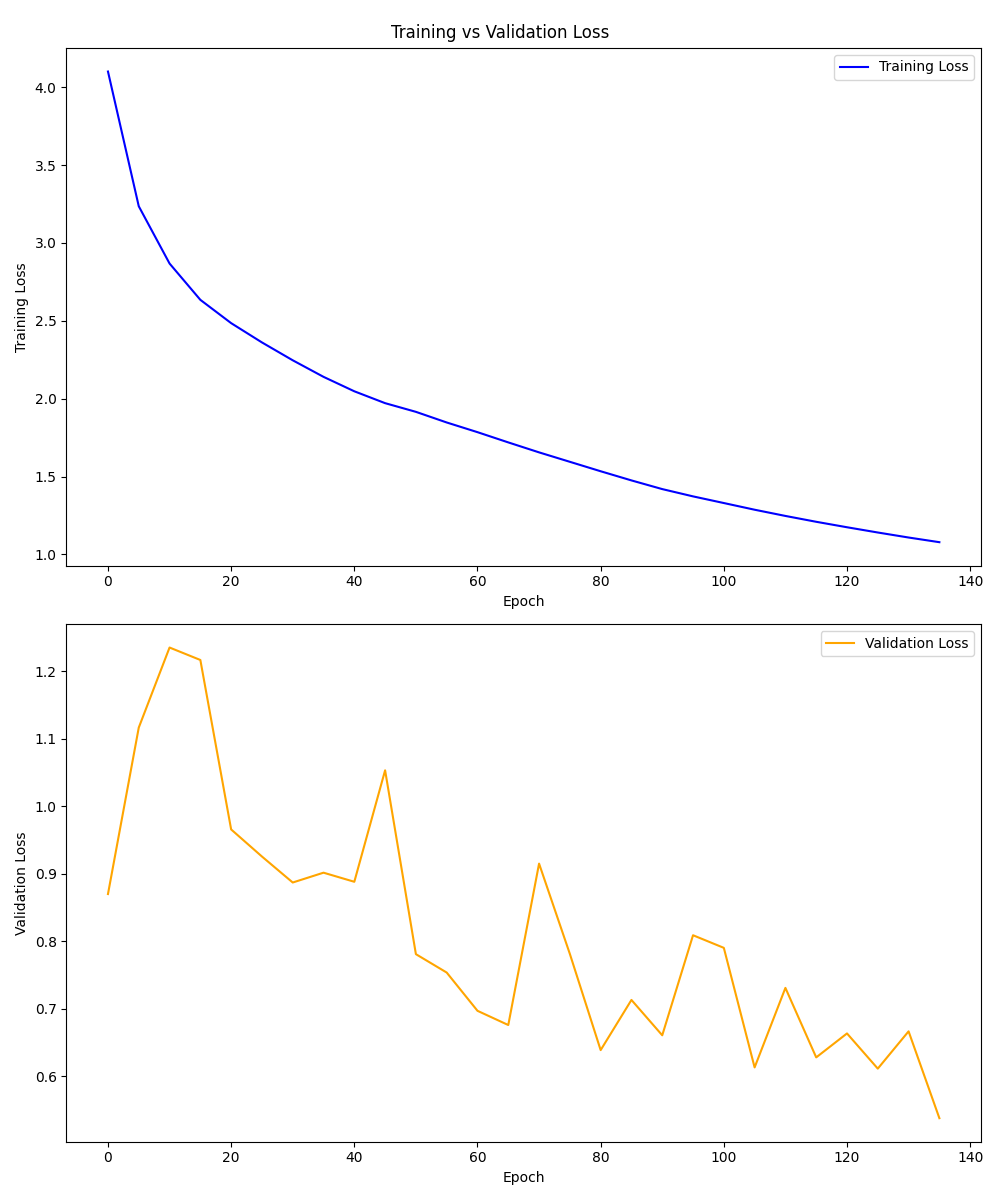 Training vs Validation Loss
Training Loss
4.0
3.5
3.0
2.5
2.0
1.5
1.0
Training Loss
0 20 40 60 80 100 120 140
Epoch
Validation Loss
1.2
1.1
1.0
0.9
0.8
0.7
0.6
Validation Loss
0 20 40 60 80 100 120 140
Epoch